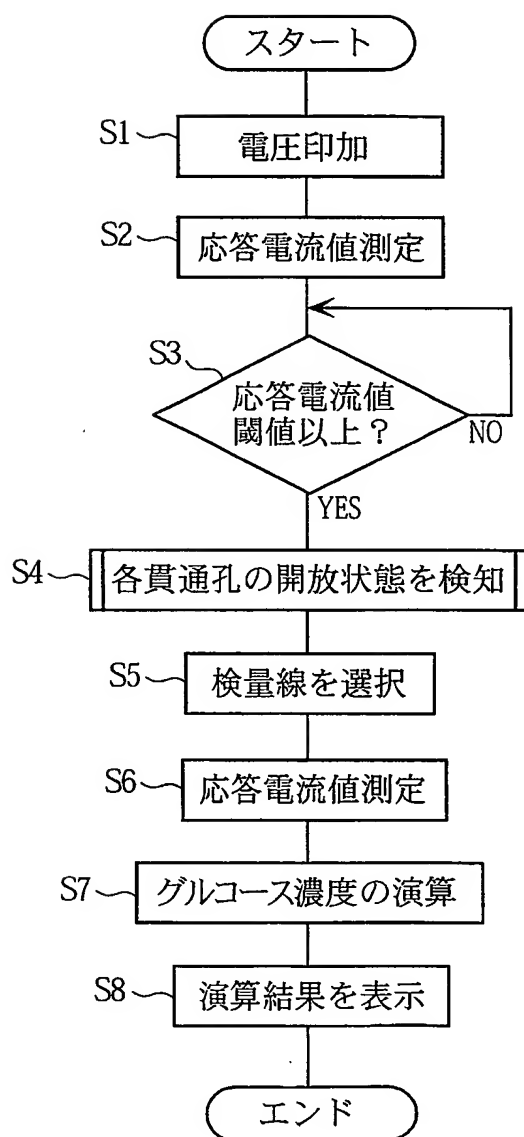 スタート
S1
電圧印加
S2
応答電流値測定
S3
応答電流値
閾値以上？
NO
YES
S4
各貫通孔の開放状態を検知
S5
検量線を選択
S6
応答電流値測定
S7
グルコース濃度の演算
S8
演算結果を表示
エンド